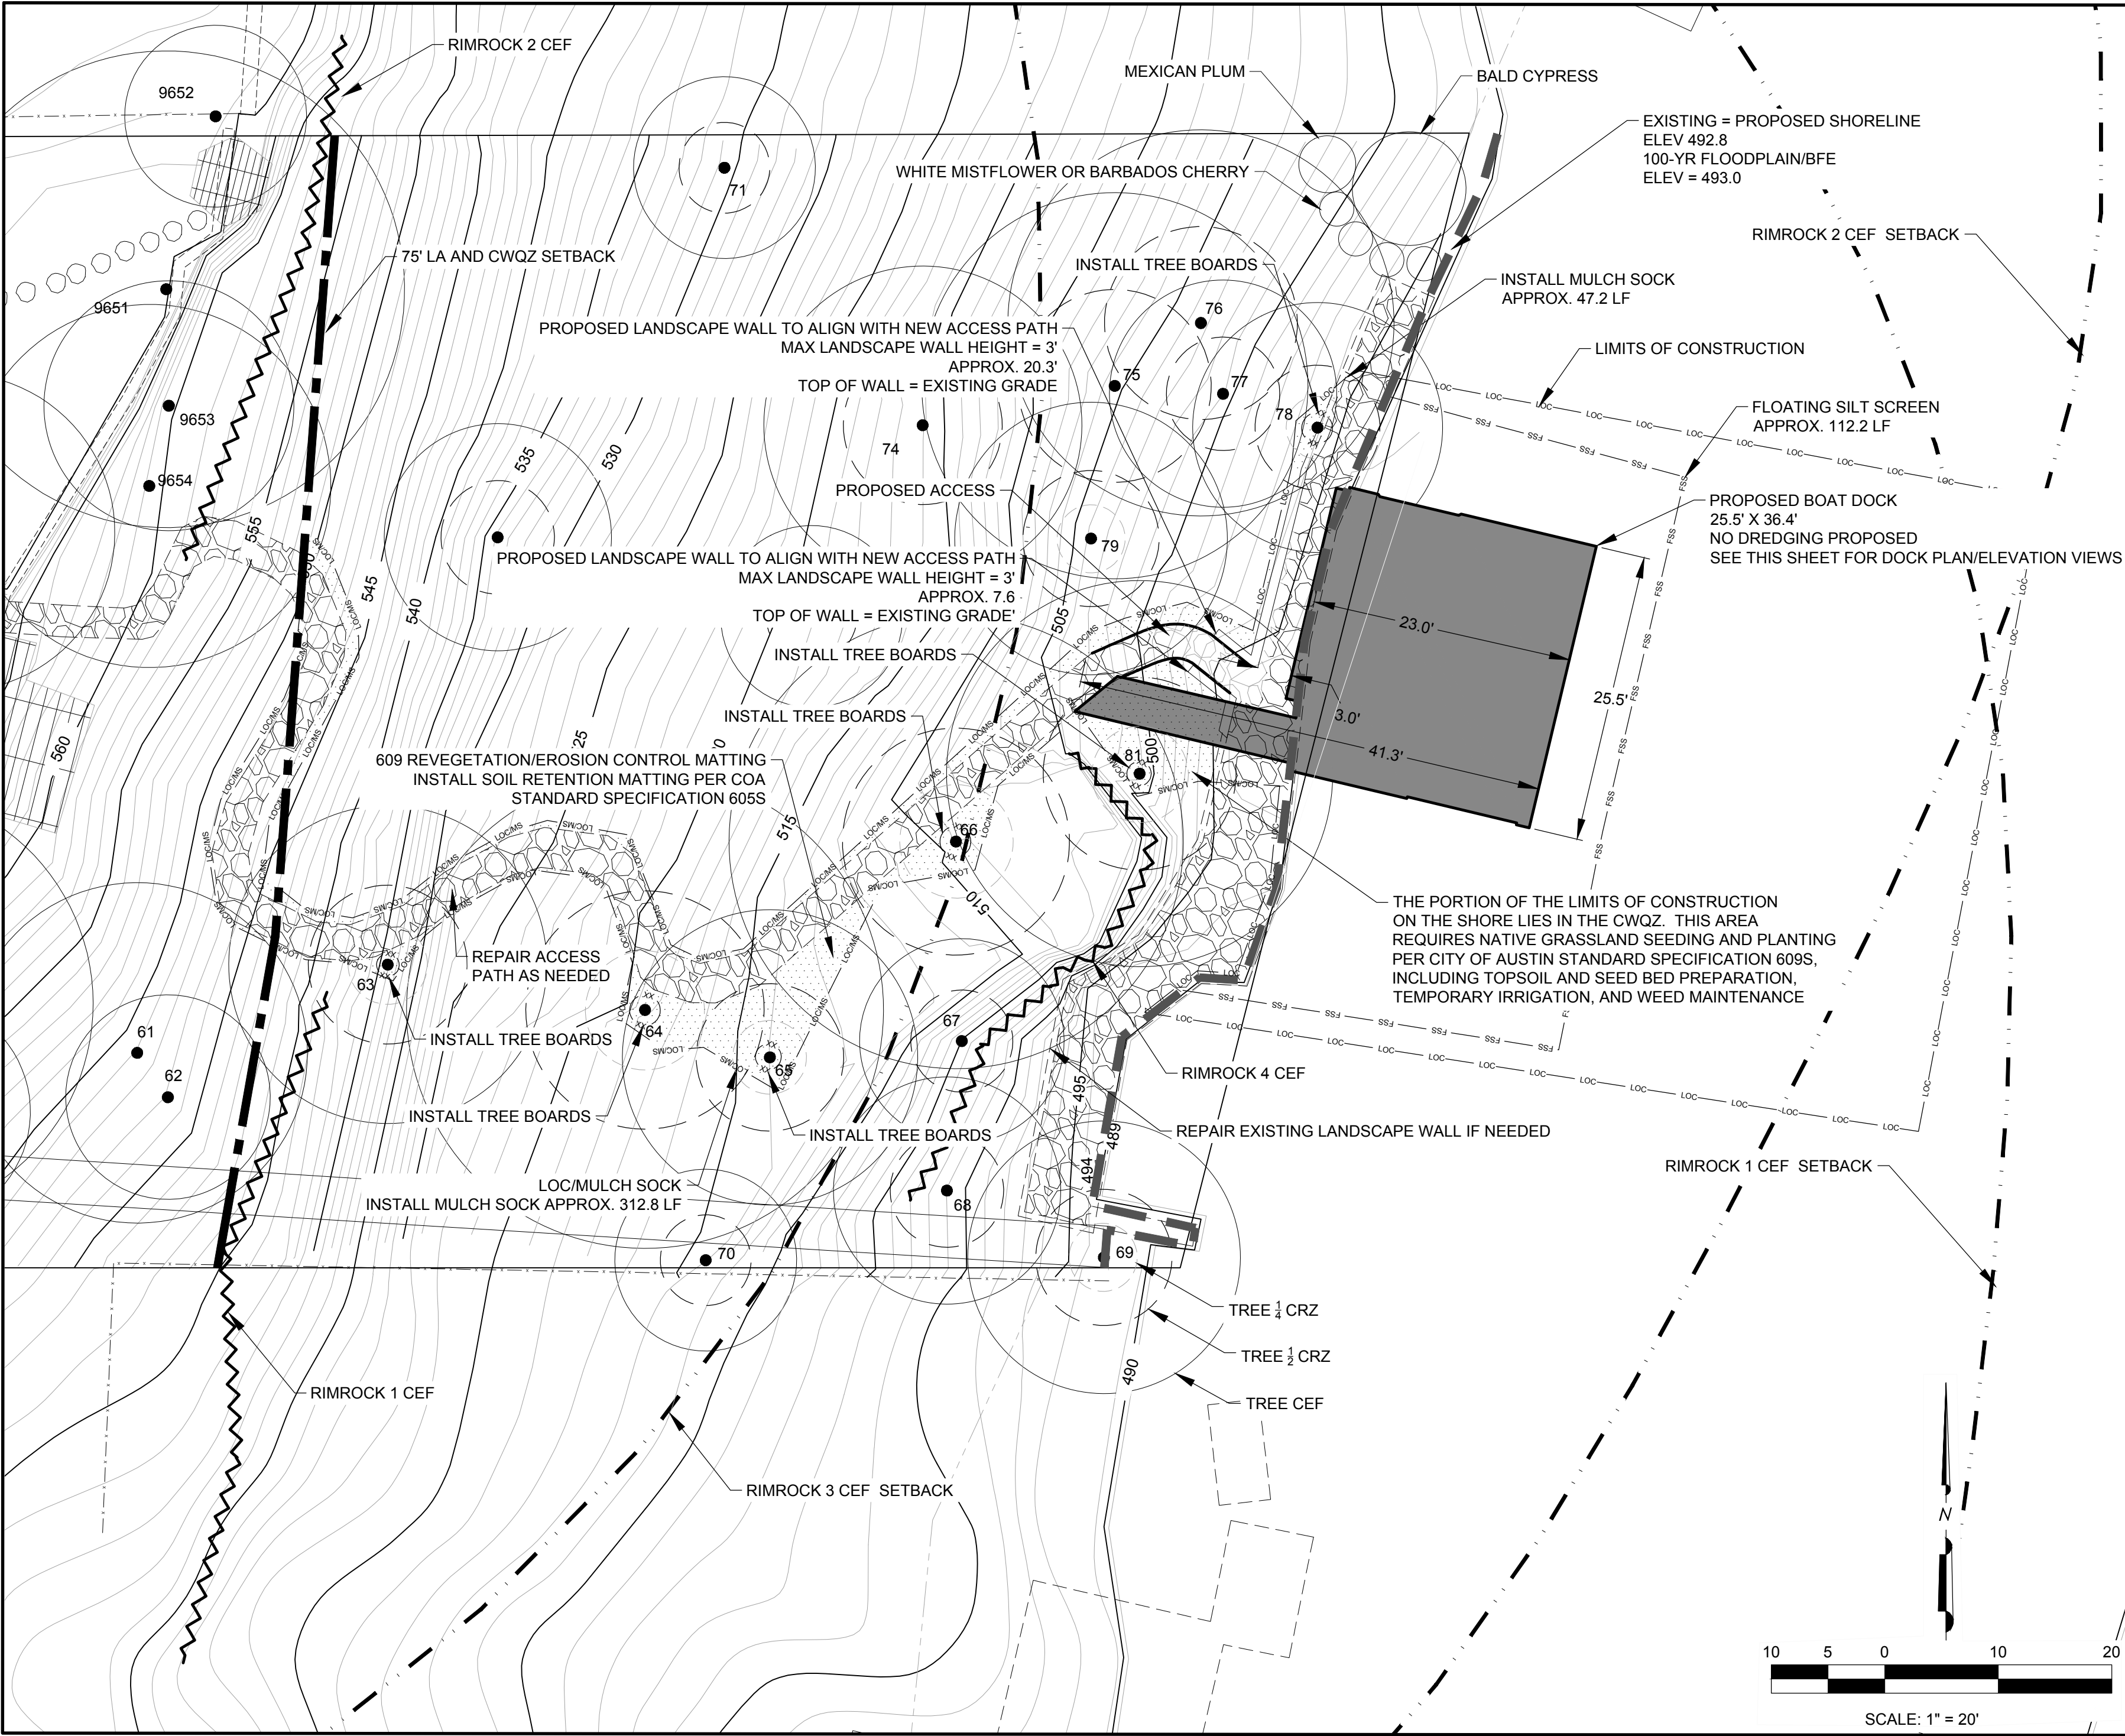 RIMROCK 2 CEF
9652
MEXICAN PLUM
BALD CYPRESS
EXISTING = PROPOSED SHORELINE
ELEV 492.8
100-YR FLOODPLAIN/BFE
ELEV = 493.0
71
WHITE MISTFLOWER OR BARBADOS CHERRY
RIMROCK 2 CEF SETBACK
75' LA AND CWQZ SETBACK
INSTALL TREE BOARDS
INSTALL MULCH SOCK
APPROX. 47.2 LF
9651
76
PROPOSED LANDSCAPE WALL TO ALIGN WITH NEW ACCESS PATH
MAX LANDSCAPE WALL HEIGHT = 3'
APPROX. 20.3'
TOP OF WALL = EXISTING GRADE
LIMITS OF CONSTRUCTION
75
77
78
9653
FLOATING SILT SCREEN
APPROX. 112.2 LF
74
535
530
9654
PROPOSED ACCESS
PROPOSED BOAT DOCK
25.5' X 36.4'
NO DREDGING PROPOSED
SEE THIS SHEET FOR DOCK PLAN/ELEVATION VIEWS
555
545
540
79
PROPOSED LANDSCAPE WALL TO ALIGN WITH NEW ACCESS PATH
MAX LANDSCAPE WALL HEIGHT = 3'
APPROX. 7.6
TOP OF WALL = EXISTING GRADE'
505
23.0'
INSTALL TREE BOARDS
25.5'
INSTALL TREE BOARDS
3.0'
41.3'
560
500
81
609 REVEGETATION/EROSION CONTROL MATTING
INSTALL SOIL RETENTION MATTING PER COA
STANDARD SPECIFICATION 605S
515
66
510
THE PORTION OF THE LIMITS OF CONSTRUCTION
ON THE SHORE LIES IN THE CWQZ. THIS AREA
REQUIRES NATIVE GRASSLAND SEEDING AND PLANTING
PER CITY OF AUSTIN STANDARD SPECIFICATION 609S,
INCLUDING TOPSOIL AND SEED BED PREPARATION,
TEMPORARY IRRIGATION, AND WEED MAINTENANCE
REPAIR ACCESS
PATH AS NEEDED
63
61
62
INSTALL TREE BOARDS
64
65
67
RIMROCK 4 CEF
495
489
494
INSTALL TREE BOARDS
INSTALL TREE BOARDS
REPAIR EXISTING LANDSCAPE WALL IF NEEDED
RIMROCK 1 CEF SETBACK
LOC/MULCH SOCK
INSTALL MULCH SOCK APPROX. 312.8 LF
68
70
69
TREE 1/4 CRZ
TREE 1/2 CRZ
TREE CEF
490
RIMROCK 1 CEF
RIMROCK 3 CEF SETBACK
N
10 5 0 10 20
SCALE: 1" = 20'